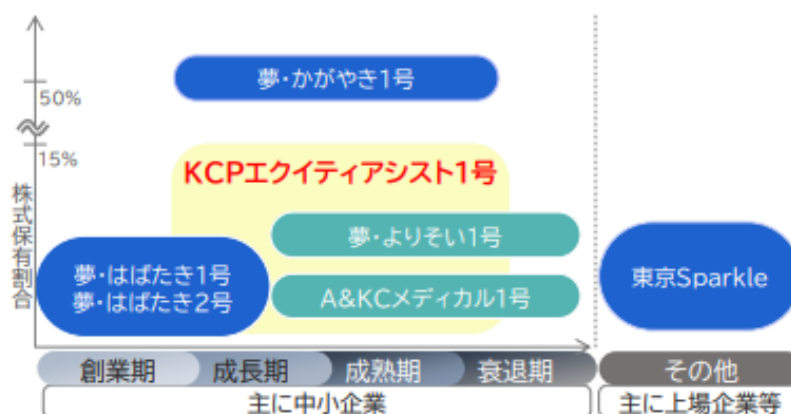 夢・かがやき1号
50%
15%
KCPエクイティアシスト1号
株式保有割合
夢・よりそい1号
夢・はばたき1号
夢・はばたき2号
A&KCメディカル1号
東京Sparkle
創業期
成長期
成熟期
衰退期
その他
主に中小企業
主に上場企業等